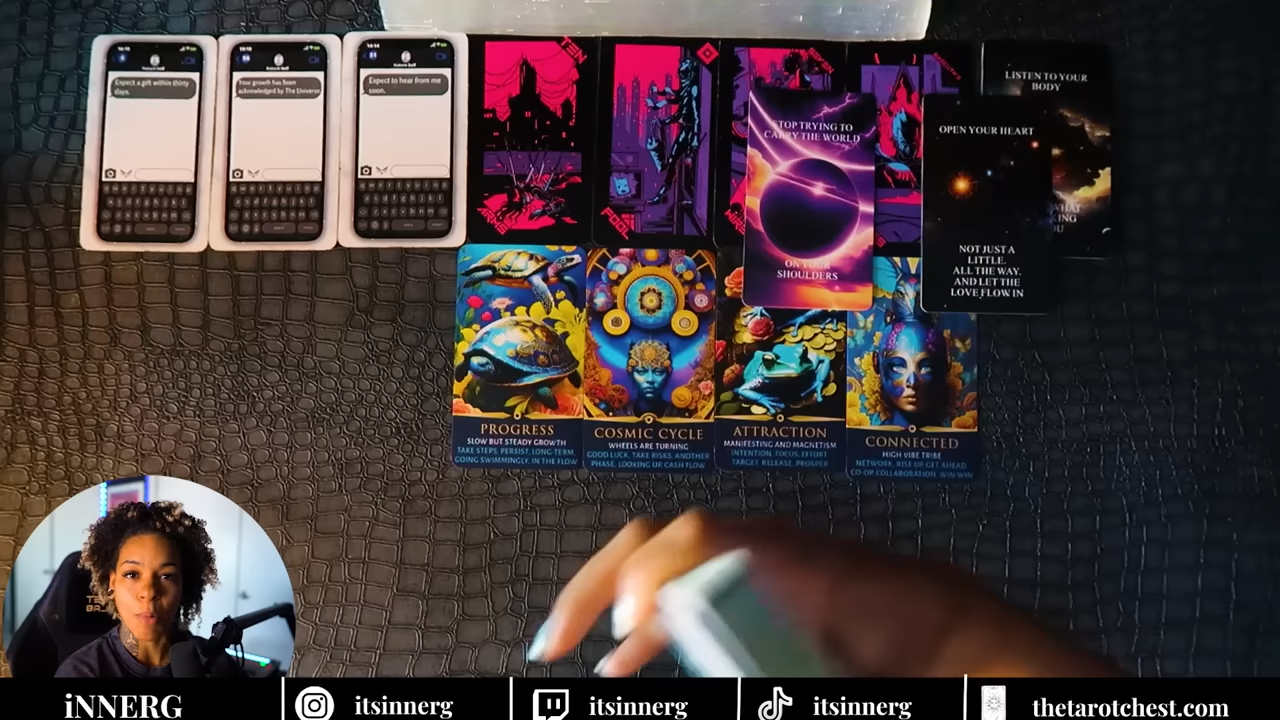 Expect a gift within thirty
days.
Your growth has been
acknowledged by The Universe
Expect to hear from me
soon.
TEN
FOOL
STOP TRYING TO
CARRY THE WORLD
ON YOUR
SHOULDERS
LISTEN TO YOUR
BODY
OPEN YOUR HEART
NOT JUST A
LITTLE.
ALL THE WAY.
AND LET THE
LOVE FLOW IN
PROGRESS
SLOW BUT STEADY GROWTH
TAKE STEPS, PERSIST, LONG-TERM,
GOING SWIMMINGLY, IN THE FLOW
COSMIC CYCLE
WHEELS ARE TURNING
GOOD LUCK, TAKE RISKS, ANOTHER
PHASE, LOOKING UP, CASH FLOW
ATTRACTION
MANIFESTING AND MAGNETISM
INTENTION, FOCUS, EFFORT
TARGET, RELEASE, PROSPER
CONNECTED
HIGH VIBE TRIBE
NETWORK, RISE UP, GET AHEAD
CO-OP, COLLABORATION, WIN-WIN
iNNERG
itsinnerg
itsinnerg
itsinnerg
thetarotchest.com